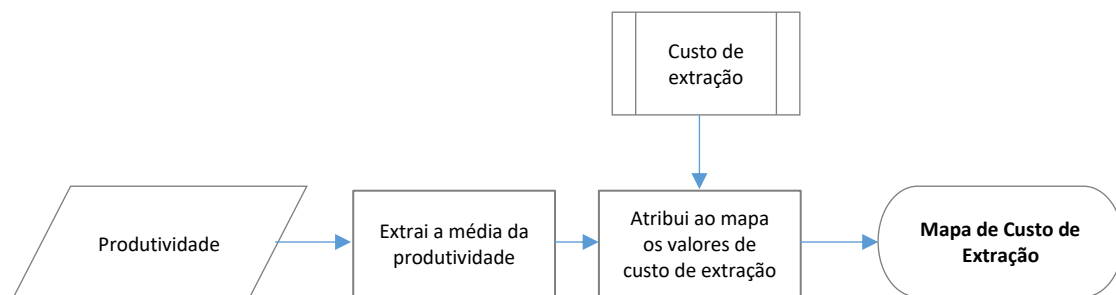 Custo de
extração
Produtividade
Extrai a média da
produtividade
Atribui ao mapa
os valores de
custo de extração
Mapa de Custo de
Extração